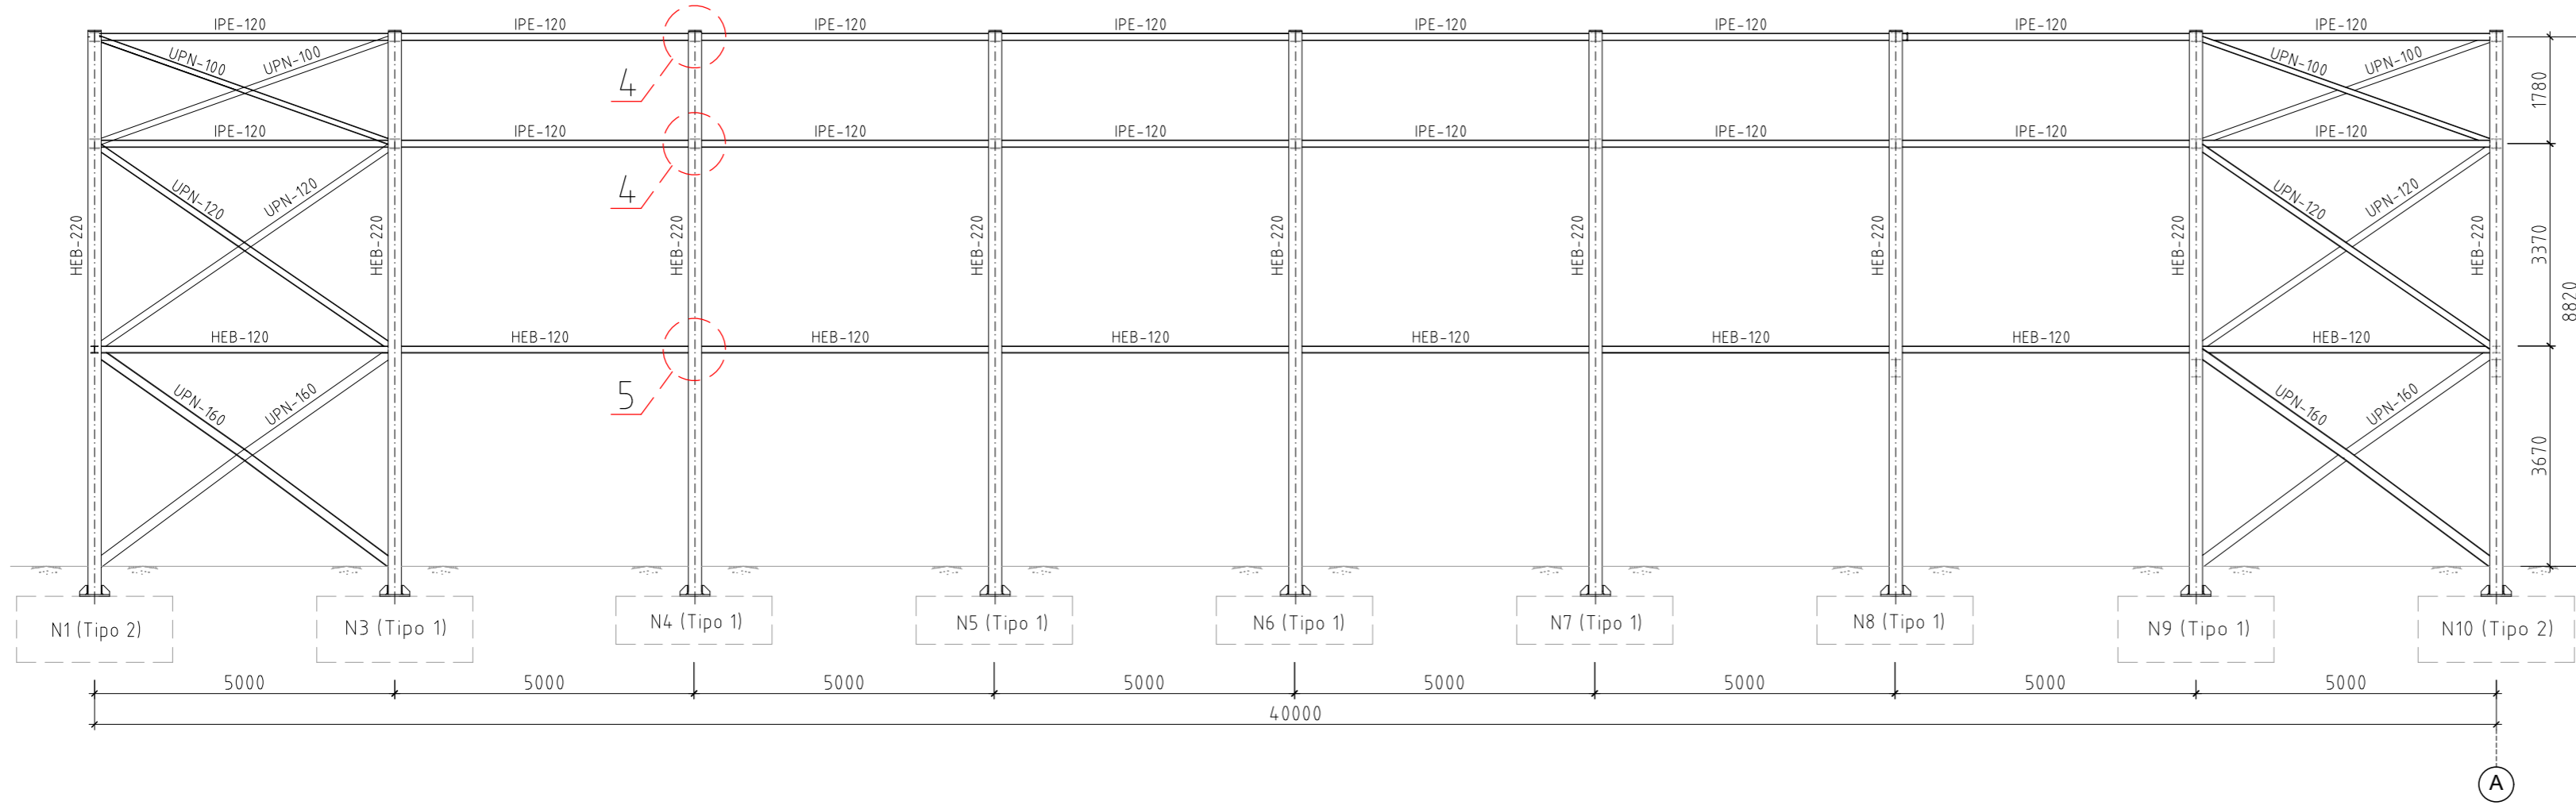 IPE-120 IPE-120 IPE-120 IPE-120 IPE-120 IPE-120 IPE-120 IPE-120
UPN-100 UPN-100 UPN-100 UPN-100
4
1780
IPE-120 IPE-120 IPE-120 IPE-120 IPE-120 IPE-120 IPE-120 IPE-120
4
UPN-120 UPN-120 UPN-120 UPN-120
HEB-220 HEB-220 HEB-220 HEB-220 HEB-220 HEB-220 HEB-220 HEB-220 HEB-220
3370
8820
HEB-120 HEB-120 HEB-120 HEB-120 HEB-120 HEB-120 HEB-120 HEB-120
5
UPN-160 UPN-160 UPN-160 UPN-160
3670
N1 (Tipo 2) N3 (Tipo 1) N4 (Tipo 1) N5 (Tipo 1) N6 (Tipo 1) N7 (Tipo 1) N8 (Tipo 1) N9 (Tipo 1) N10 (Tipo 2)
5000 5000 5000 5000 5000 5000 5000 5000
40000
A